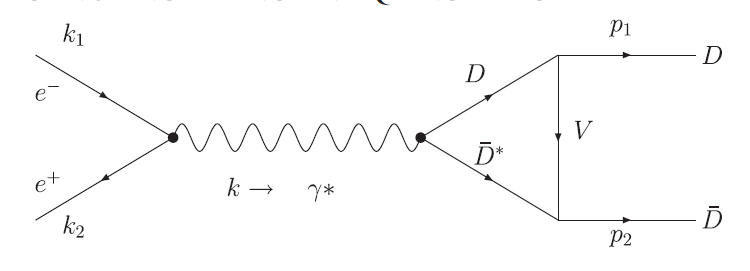 k₁
p₁
D
D
e⁻
V
D̄*
e⁺
k → γ*
D̄
k₂
p₂